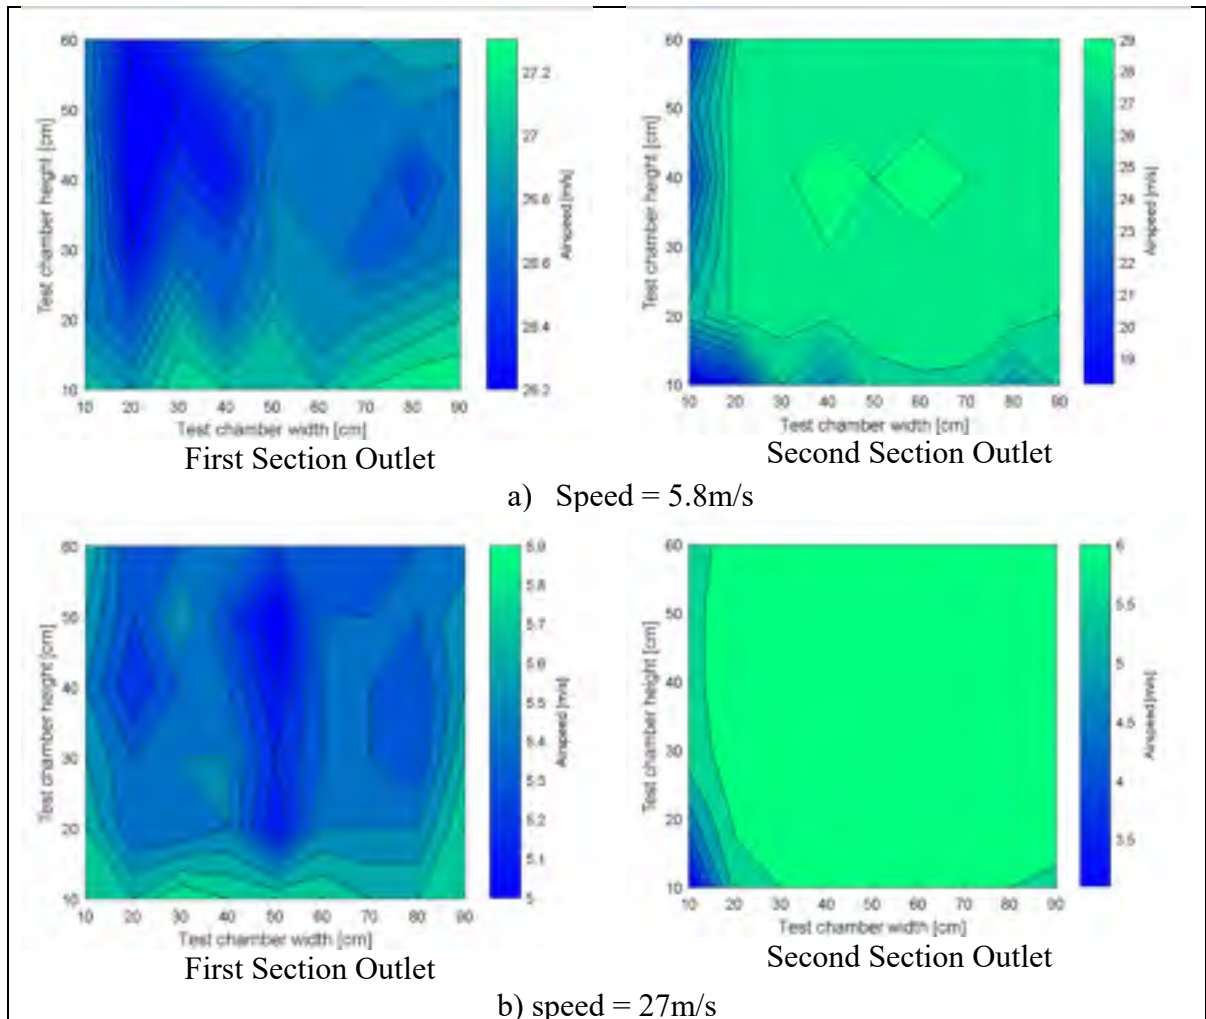 60
50
40
30
20
10
Test chamber height [cm]
10 20 30 40 50 60 70 80 90
Test chamber width [cm]
27.2
27
26.8
26.6
26.4
26.2
Airspeed [m/s]
First Section Outlet
60
50
40
30
20
10
Test chamber height [cm]
10 20 30 40 50 60 70 80 90
Test chamber width [cm]
29
28
27
26
25
24
23
22
21
20
19
Airspeed [m/s]
Second Section Outlet
a) Speed = 5.8m/s
60
50
40
30
20
10
Test chamber height [cm]
10 20 30 40 50 60 70 80 90
Test chamber width [cm]
5.9
5.8
5.7
5.6
5.5
5.4
5.3
5.2
5.1
5
Airspeed [m/s]
First Section Outlet
60
50
40
30
20
10
Test chamber height [cm]
10 20 30 40 50 60 70 80 90
Test chamber width [cm]
6
5.5
5
4.5
4
3.5
Airspeed [m/s]
Second Section Outlet
b) speed = 27m/s